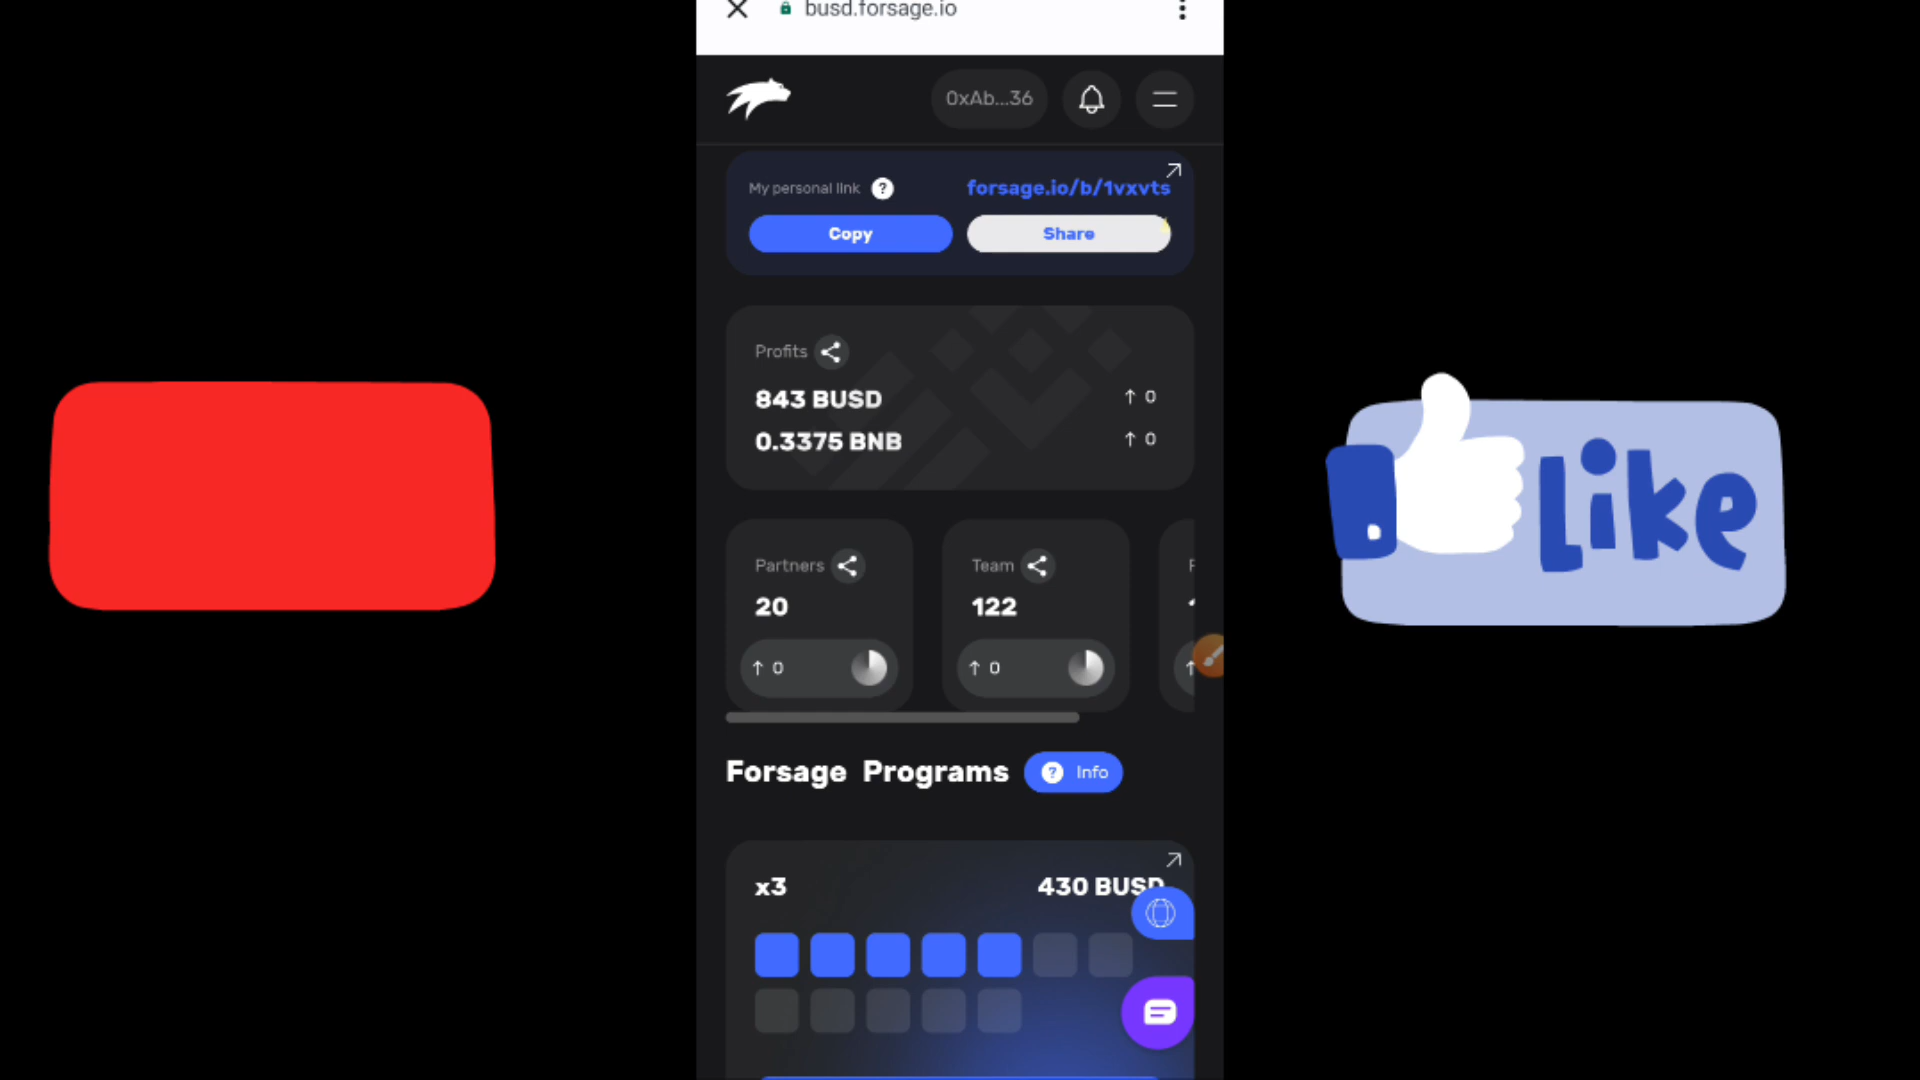 busd.forsage.io
0xAb...36
My personal link ? forsage.io/b/1vxvts
Copy Share
Profits
843 BUSD ↑ 0
0.3375 BNB ↑ 0
Partners Team
20 122
↑ 0 ↑ 0 ↑
Forsage Programs ? Info
x3 430 BUSD
Like